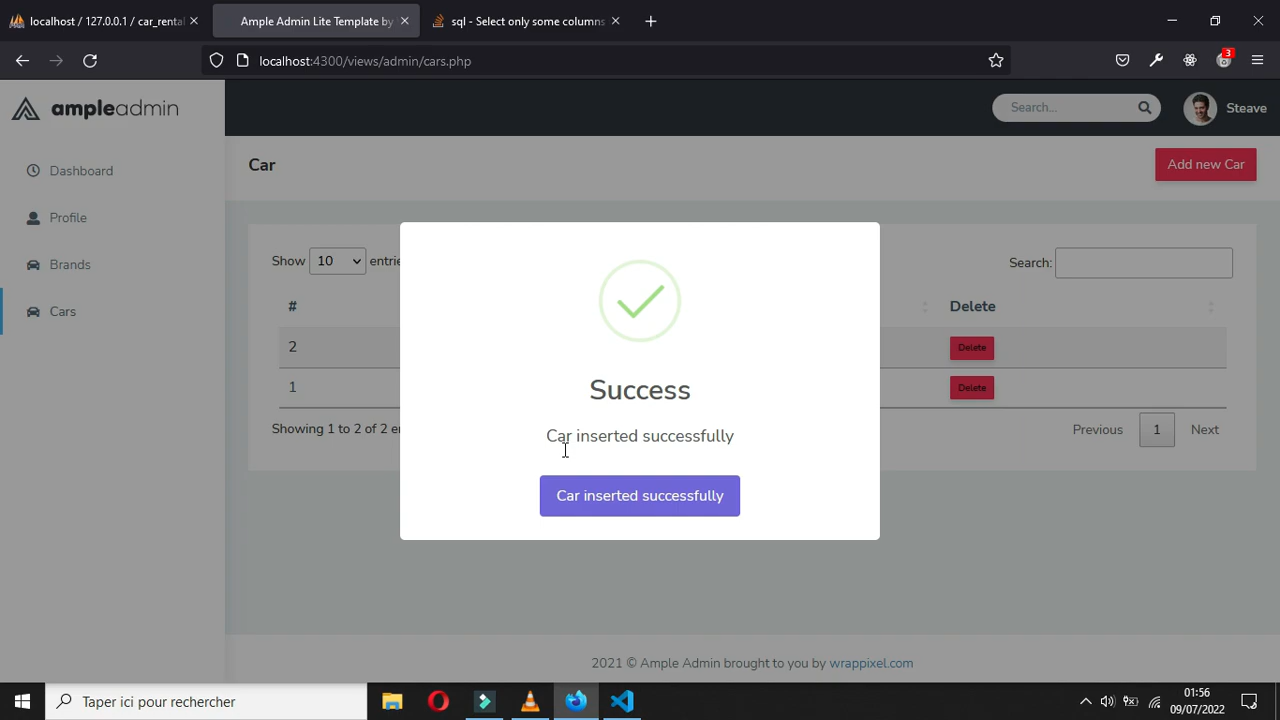 localhost / 127.0.0.1 / car_rental
Ample Admin Lite Template by
sql - Select only some columns
localhost:4300/views/admin/cars.php
3
ampleadmin
Search...
Steave
Dashboard
Profile
Brands
Cars
Car
Add new Car
Show 10 entrie
Search:
#
Delete
2
Delete
1
Delete
Showing 1 to 2 of 2 en
Previous 1 Next
Success
Car inserted successfully
Car inserted successfully
2021 © Ample Admin brought to you by wrappixel.com
Taper ici pour rechercher
01:56
09/07/2022